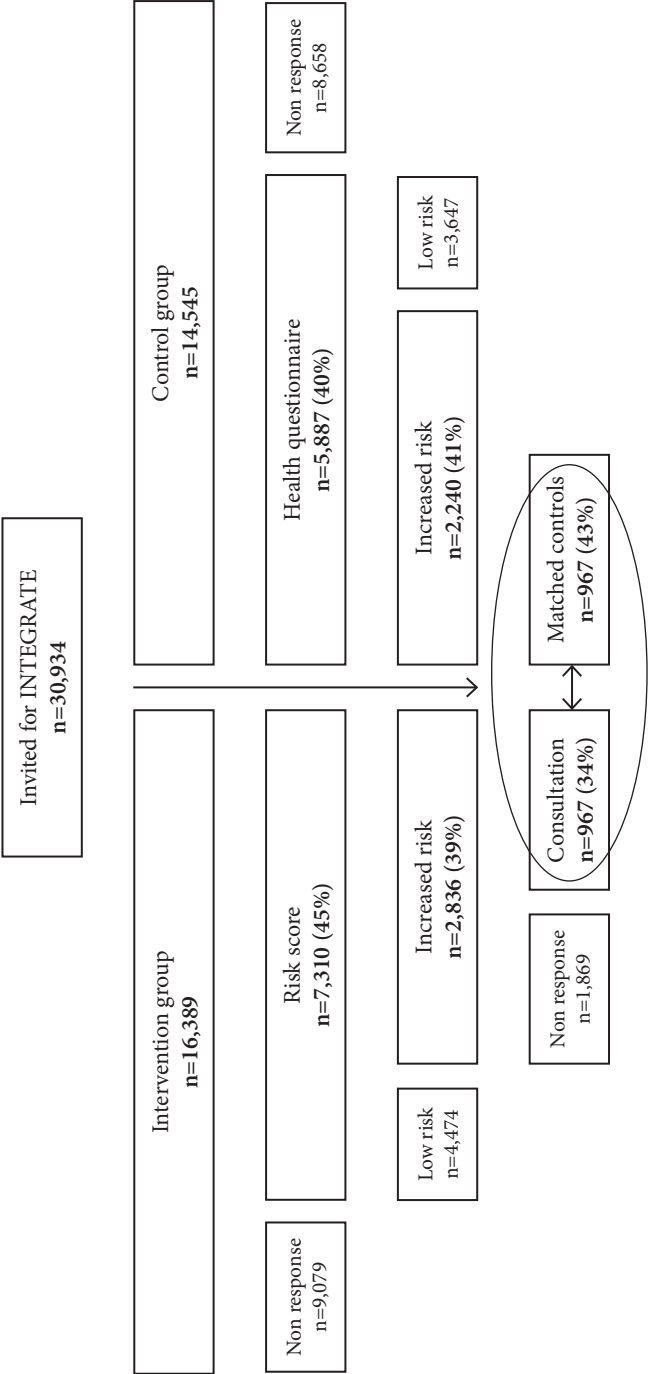 Invited for INTEGRATE
n=30,934
Intervention group
n=16,389
Control group
n=14,545
Non response
n=9,079
Risk score
n=7,310 (45%)
Health questionnaire
n=5,887 (40%)
Non response
n=8,658
Low risk
n=4,474
Increased risk
n=2,836 (39%)
Increased risk
n=2,240 (41%)
Low risk
n=3,647
Non response
n=1,869
Consultation
n=967 (34%)
Matched controls
n=967 (43%)